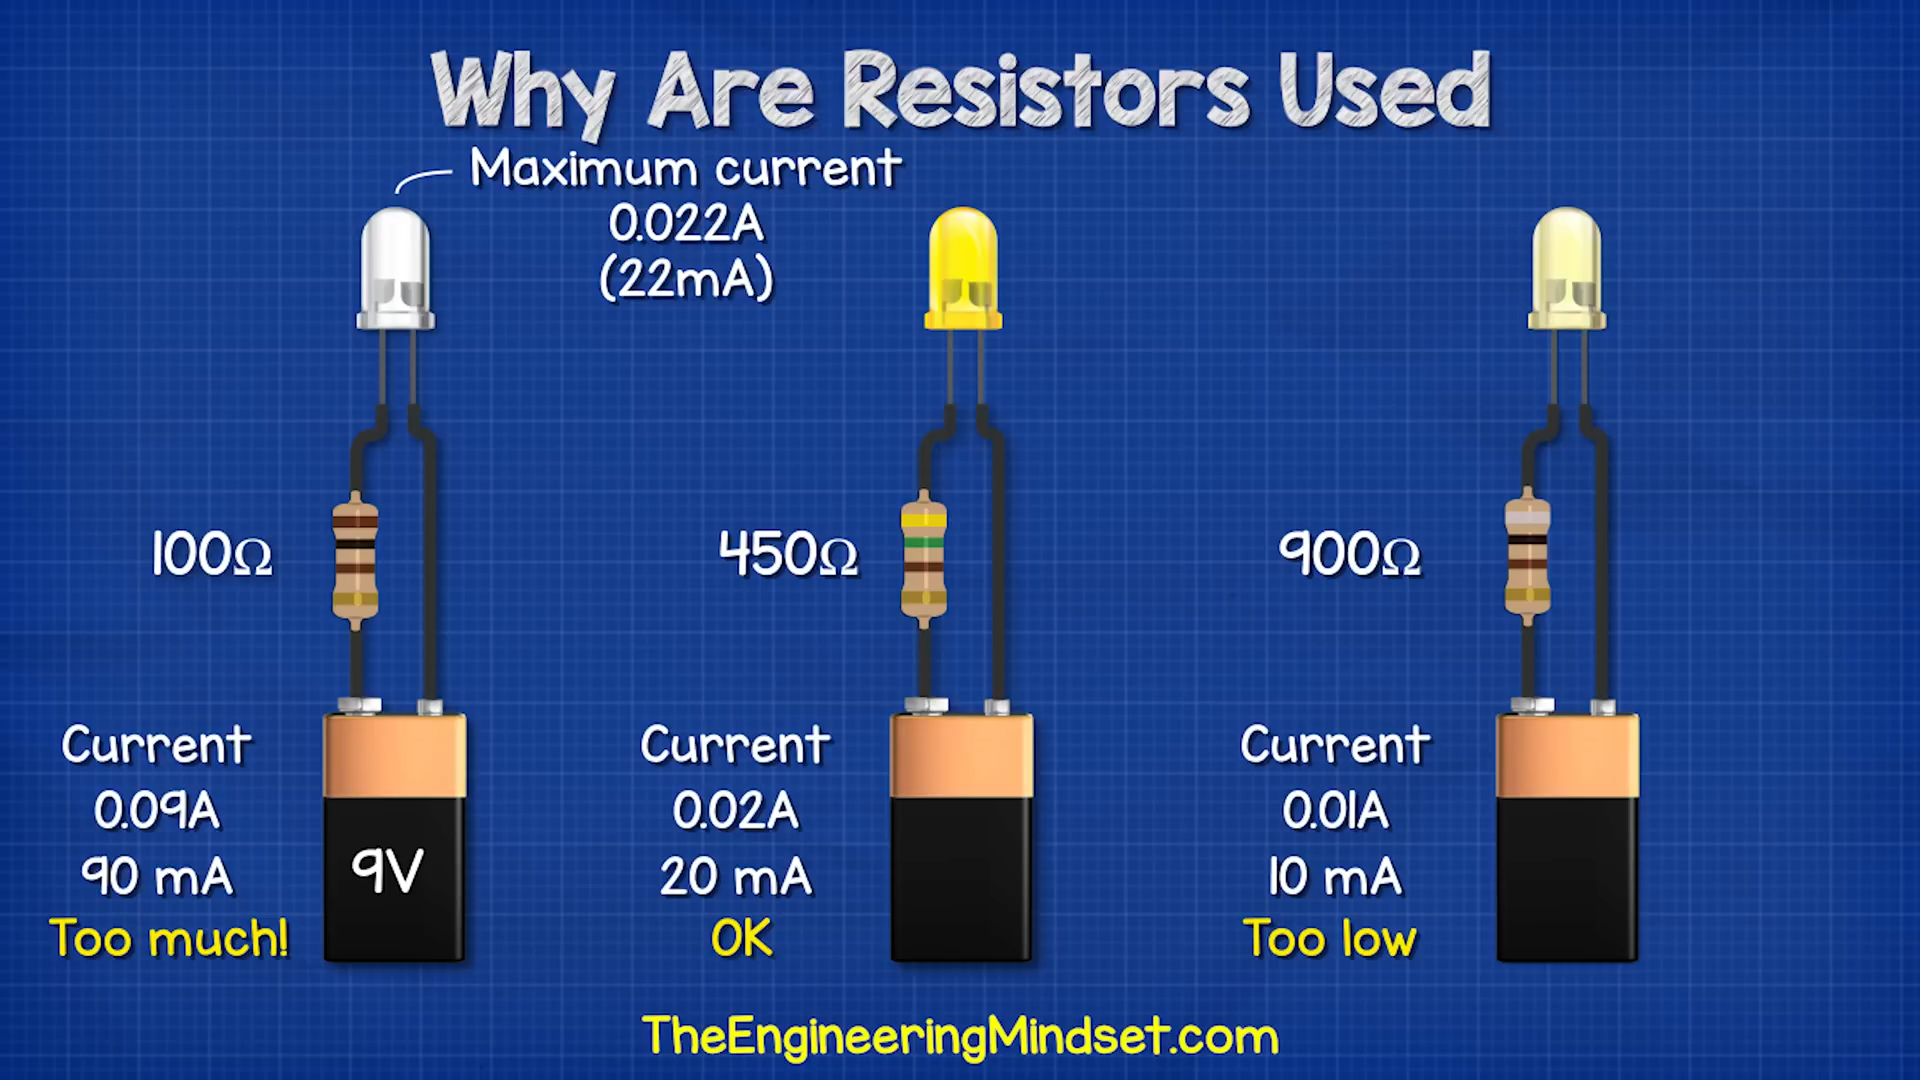 Why Are Resistors Used
Maximum current
0.022A
(22mA)
100Ω
450Ω
900Ω
Current
0.09A
90 mA
Too much!
9V
Current
0.02A
20 mA
OK
Current
0.01A
10 mA
Too low
TheEngineeringMindset.com